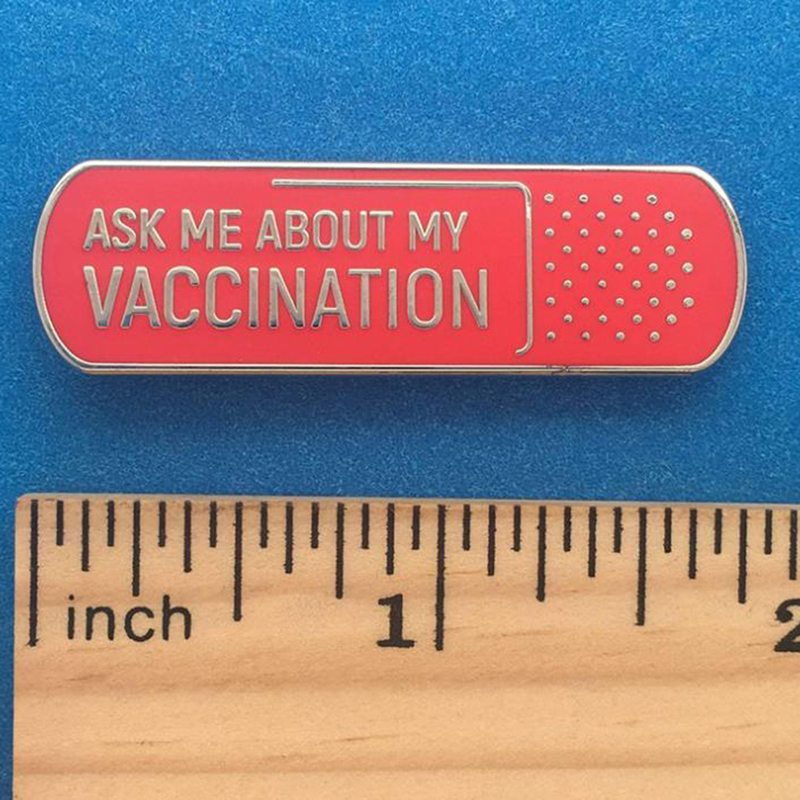 ASK ME ABOUT MY
VACCINATION
inch
1
2